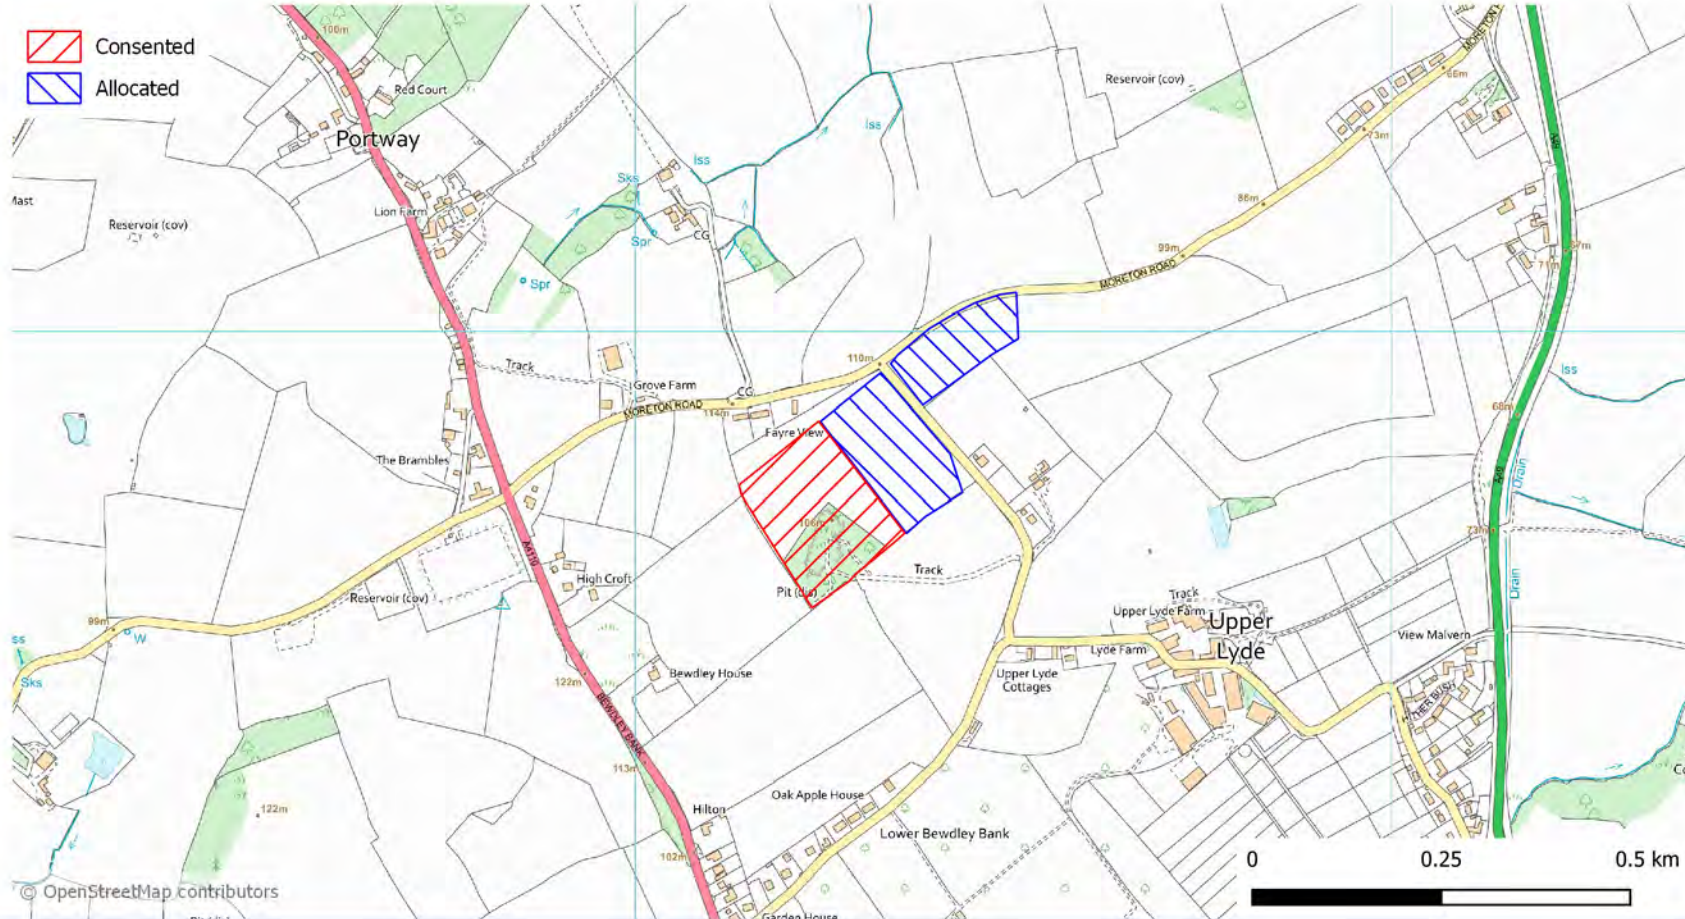 Consented
Allocated
100m
Red Court
Portway
Reservoir (cov)
Iss
66m
73m
A49
Iss
Sks
Mast
Lion Farm
Reservoir (cov)
Spr
CG
86m
99m
67m
71m
MORETON ROAD
Spr
110m
Track
Grove Farm
CG
MORETON ROAD
114m
Iss
68m
Fayre View
The Brambles
A49
Drain
106m
73m
A4110
Track
High Croft
Pit (dis)
Reservoir (cov)
Track
Drain
99m
W
Upper Lyde Farm
Upper
Lyde
View Malvern
Lyde Farm
Sks
Bewdley House
Upper Lyde
Cottages
122m
BEWDLEY BANK
113m
Oak Apple House
Hilton
122m
Lower Bewdley Bank
102m
0
0.25
0.5 km
© OpenStreetMap contributors
Garden House